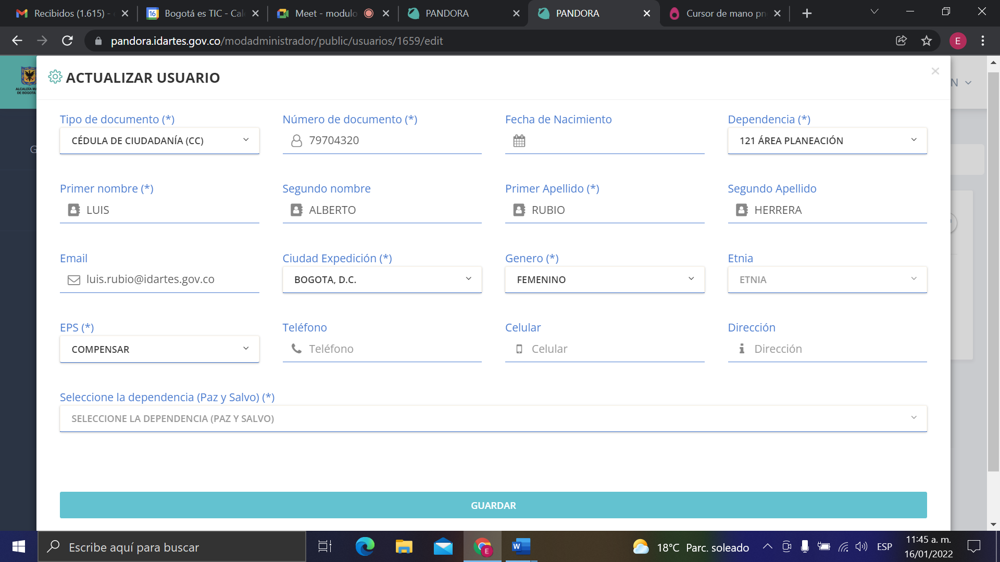 Recibidos (1.615) -
Bogotá es TIC - Cal
Meet - modulo
PANDORA
PANDORA
Cursor de mano pn
pandora.idartes.gov.co/modadministrador/public/usuarios/1659/edit
E
ALCALDÍA MA
DE BOGOTÁ
ACTUALIZAR USUARIO
N
G
Tipo de documento (*)
Número de documento (*)
Fecha de Nacimiento
Dependencia (*)
CÉDULA DE CIUDADANÍA (CC)
79704320
121 ÁREA PLANEACIÓN
Primer nombre (*)
Segundo nombre
Primer Apellido (*)
Segundo Apellido
LUIS
ALBERTO
RUBIO
HERRERA
Email
Ciudad Expedición (*)
Genero (*)
Etnia
luis.rubio@idartes.gov.co
BOGOTA, D.C.
FEMENINO
ETNIA
EPS (*)
Teléfono
Celular
Dirección
COMPENSAR
Teléfono
Celular
Dirección
Seleccione la dependencia (Paz y Salvo) (*)
SELECCIONE LA DEPENDENCIA (PAZ Y SALVO)
GUARDAR
Escribe aquí para buscar
18°C Parc. soleado
ESP
11:45 a. m.
16/01/2022